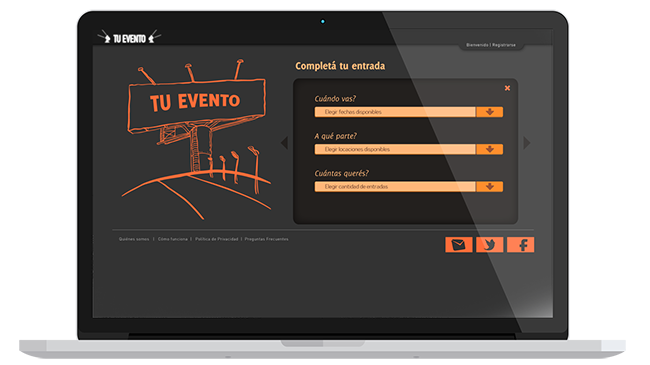 TU EVENTO
Bienvenido | Registrarse
Completá tu entrada
TU EVENTO
Cuándo vas?
Elegir fechas disponibles
A qué parte?
Elegir locaciones disponibles
Cuántas querés?
Elegir cantidad de entradas
Quiénes somos | Cómo funciona | Política de Privacidad | Preguntas Frecuentes